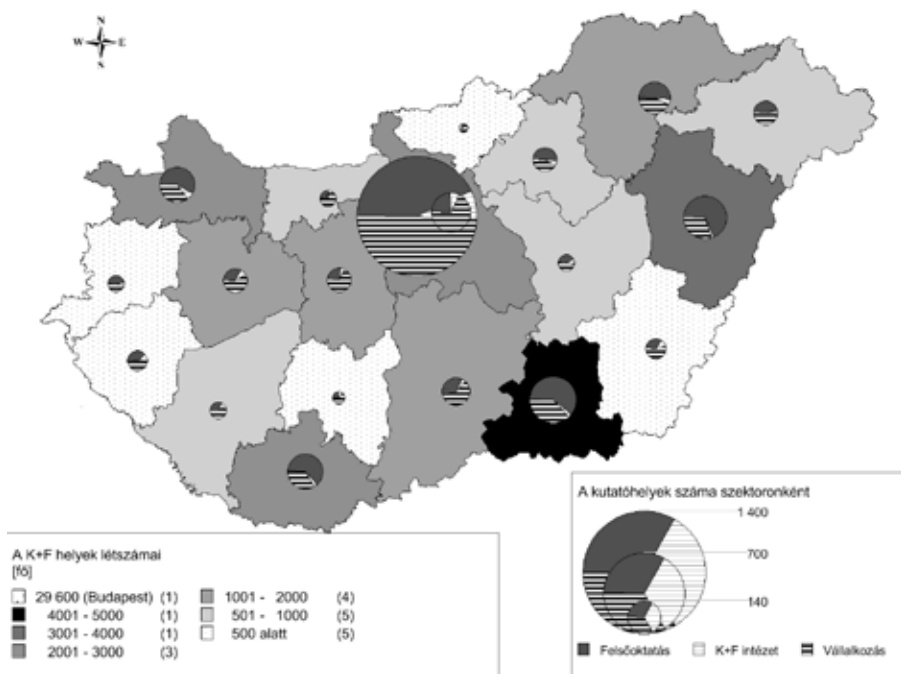 N
W E
S
A kutatóhelyek száma szektoronként
1 400
700
140
Felsőoktatás K+F intézet Vállalkozás
A K+F helyek létszámai
[fő]
29 600 (Budapest) (1)
4001 - 5000 (1)
3001 - 4000 (1)
2001 - 3000 (3)
1001 - 2000 (4)
501 - 1000 (5)
500 alatt (5)